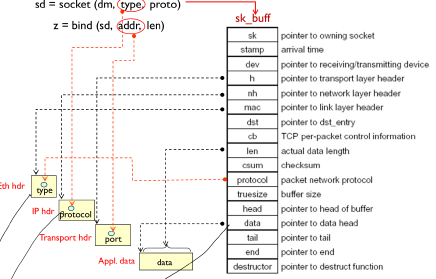 sd = socket (dm, type, proto)
z = bind (sd, addr, len)
sk_buff
sk pointer to owning socket
stamp arrival time
dev pointer to receiving/transmitting device
h pointer to transport layer header
nh pointer to network layer header
mac pointer to link layer header
dst pointer to dst_entry
cb TCP per-packet control information
len actual data length
csum checksum
protocol packet network protocol
truesize buffer size
head pointer to head of buffer
data pointer to data head
tail pointer to tail
end pointer to end
destructor pointer to destruct function
Eth hdr
type
IP hdr
protocol
Transport hdr
port
Appl. data
data